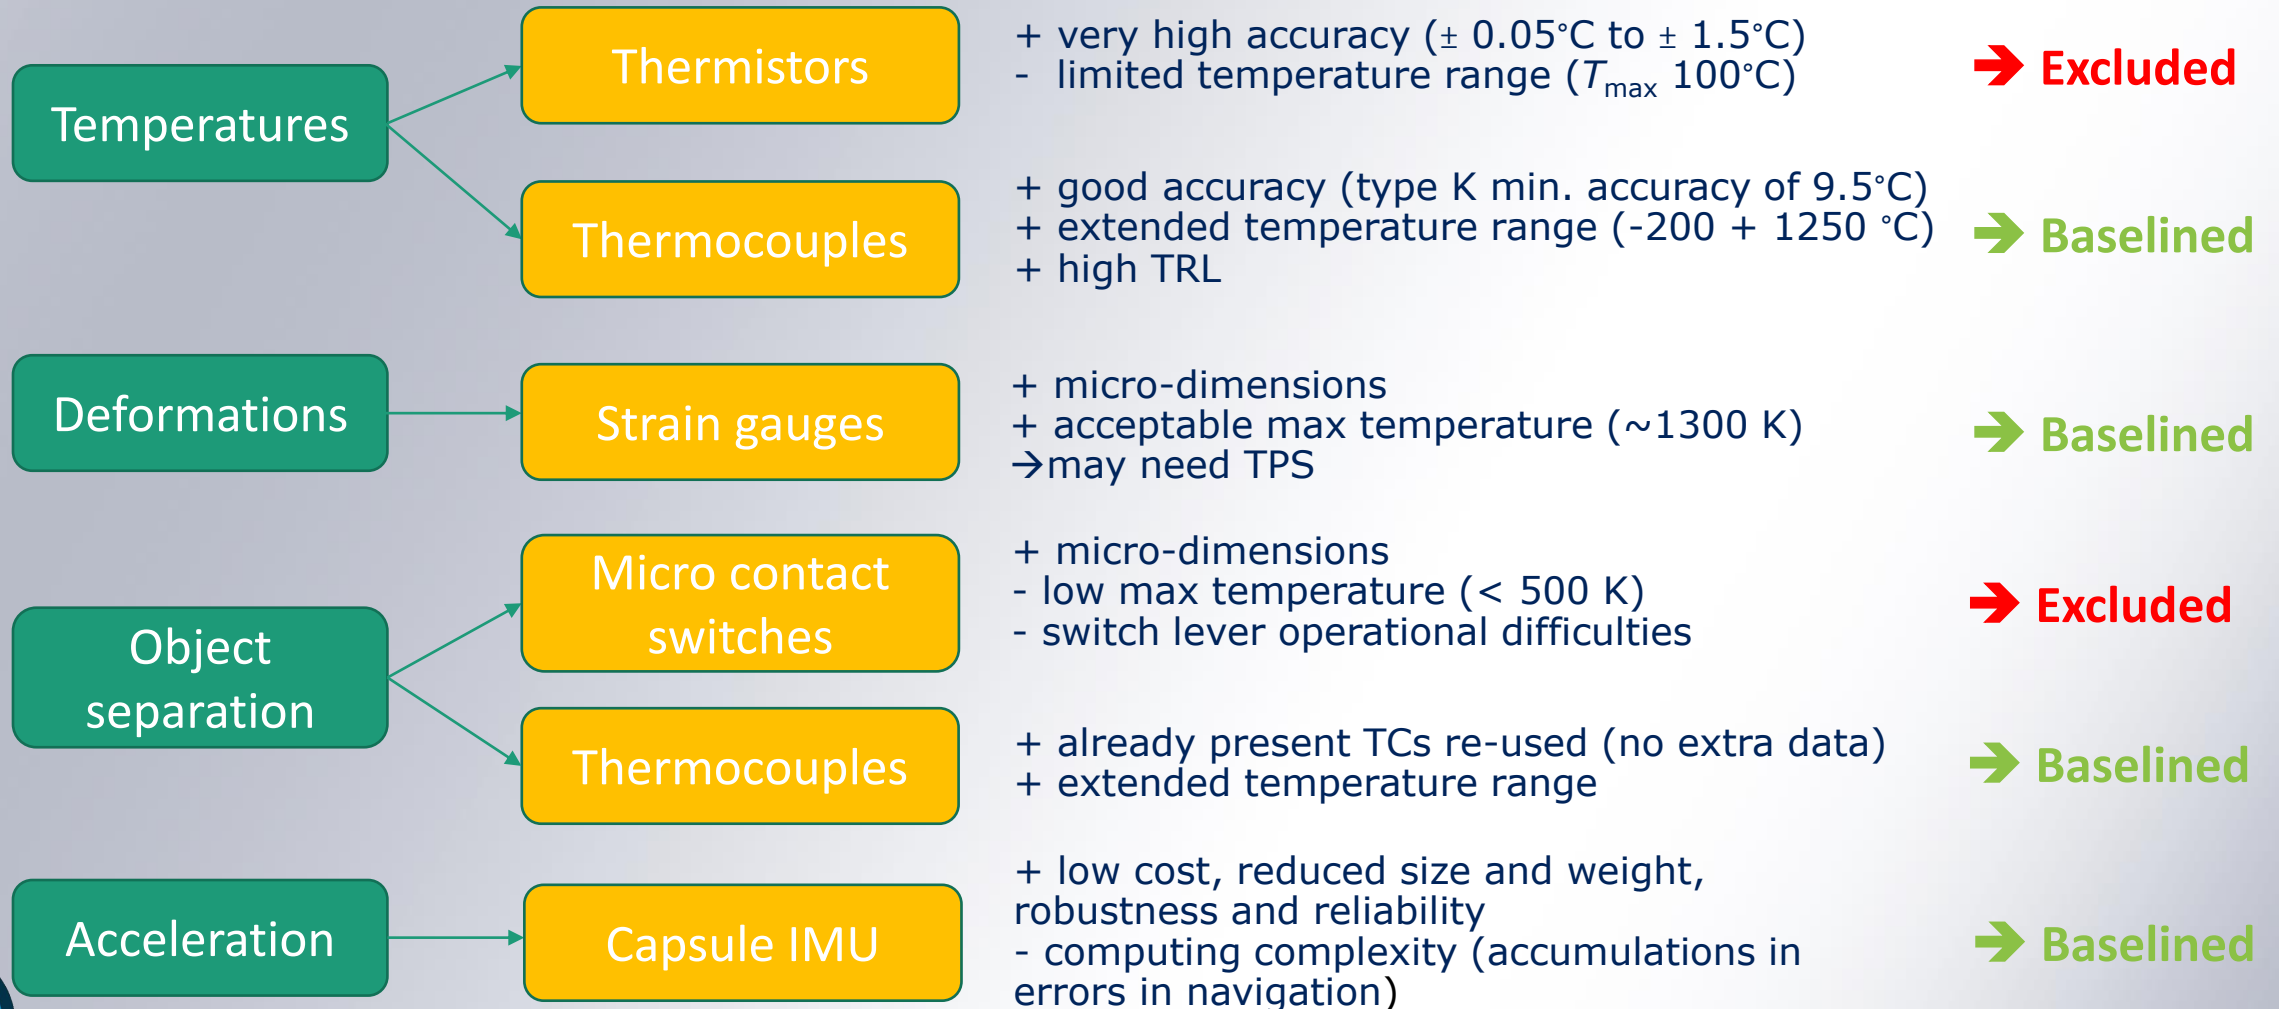 Temperatures
Thermistors
+ very high accuracy (± 0.05°C to ± 1.5°C)
- limited temperature range (Tmax 100°C)
➔ Excluded
Thermocouples
+ good accuracy (type K min. accuracy of 9.5°C)
+ extended temperature range (-200 + 1250 °C)
+ high TRL
➔ Baselined
Deformations
Strain gauges
+ micro-dimensions
+ acceptable max temperature (~1300 K)
→may need TPS
➔ Baselined
Object
separation
Micro contact
switches
+ micro-dimensions
- low max temperature (< 500 K)
- switch lever operational difficulties
➔ Excluded
Thermocouples
+ already present TCs re-used (no extra data)
+ extended temperature range
➔ Baselined
Acceleration
Capsule IMU
+ low cost, reduced size and weight,
robustness and reliability
- computing complexity (accumulations in
errors in navigation)
➔ Baselined